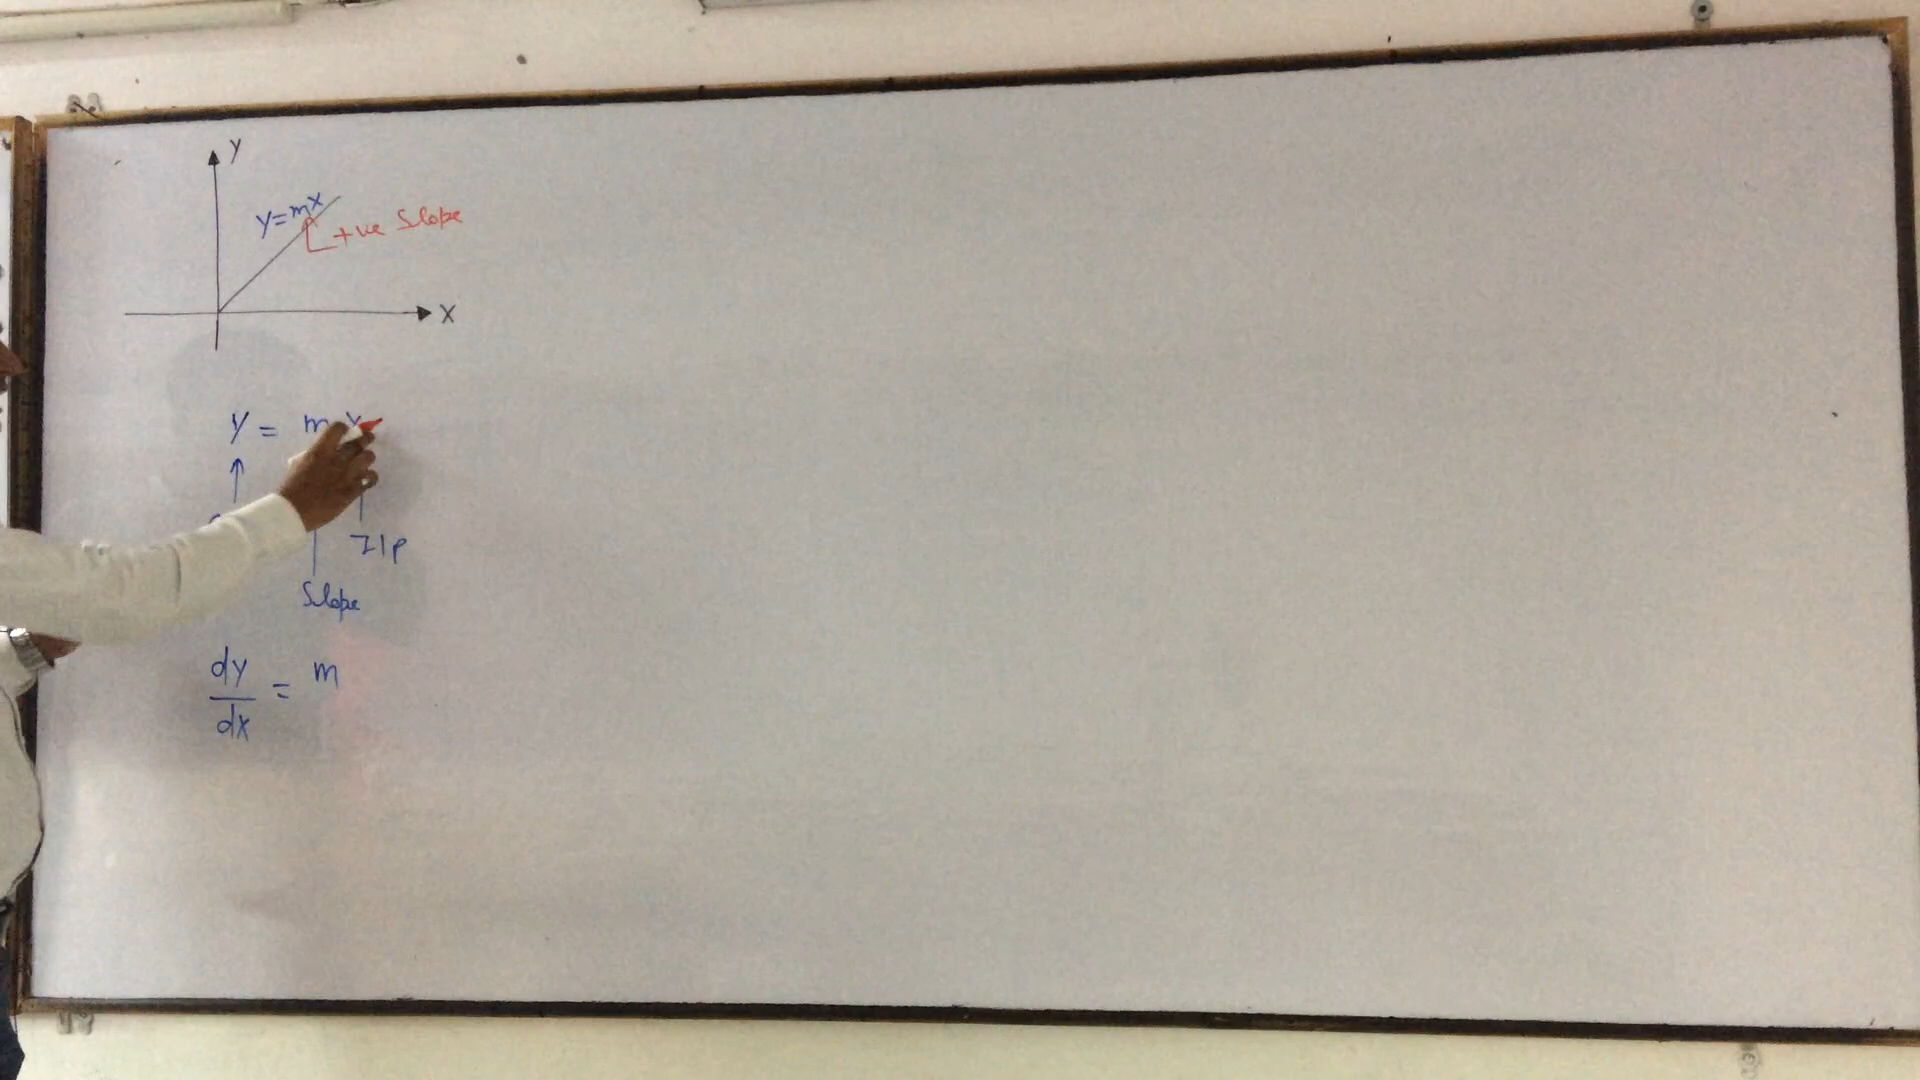 Y
Y=mX
+ve Slope
X
Y = m X
I/P
Slope
dy
dx
= m